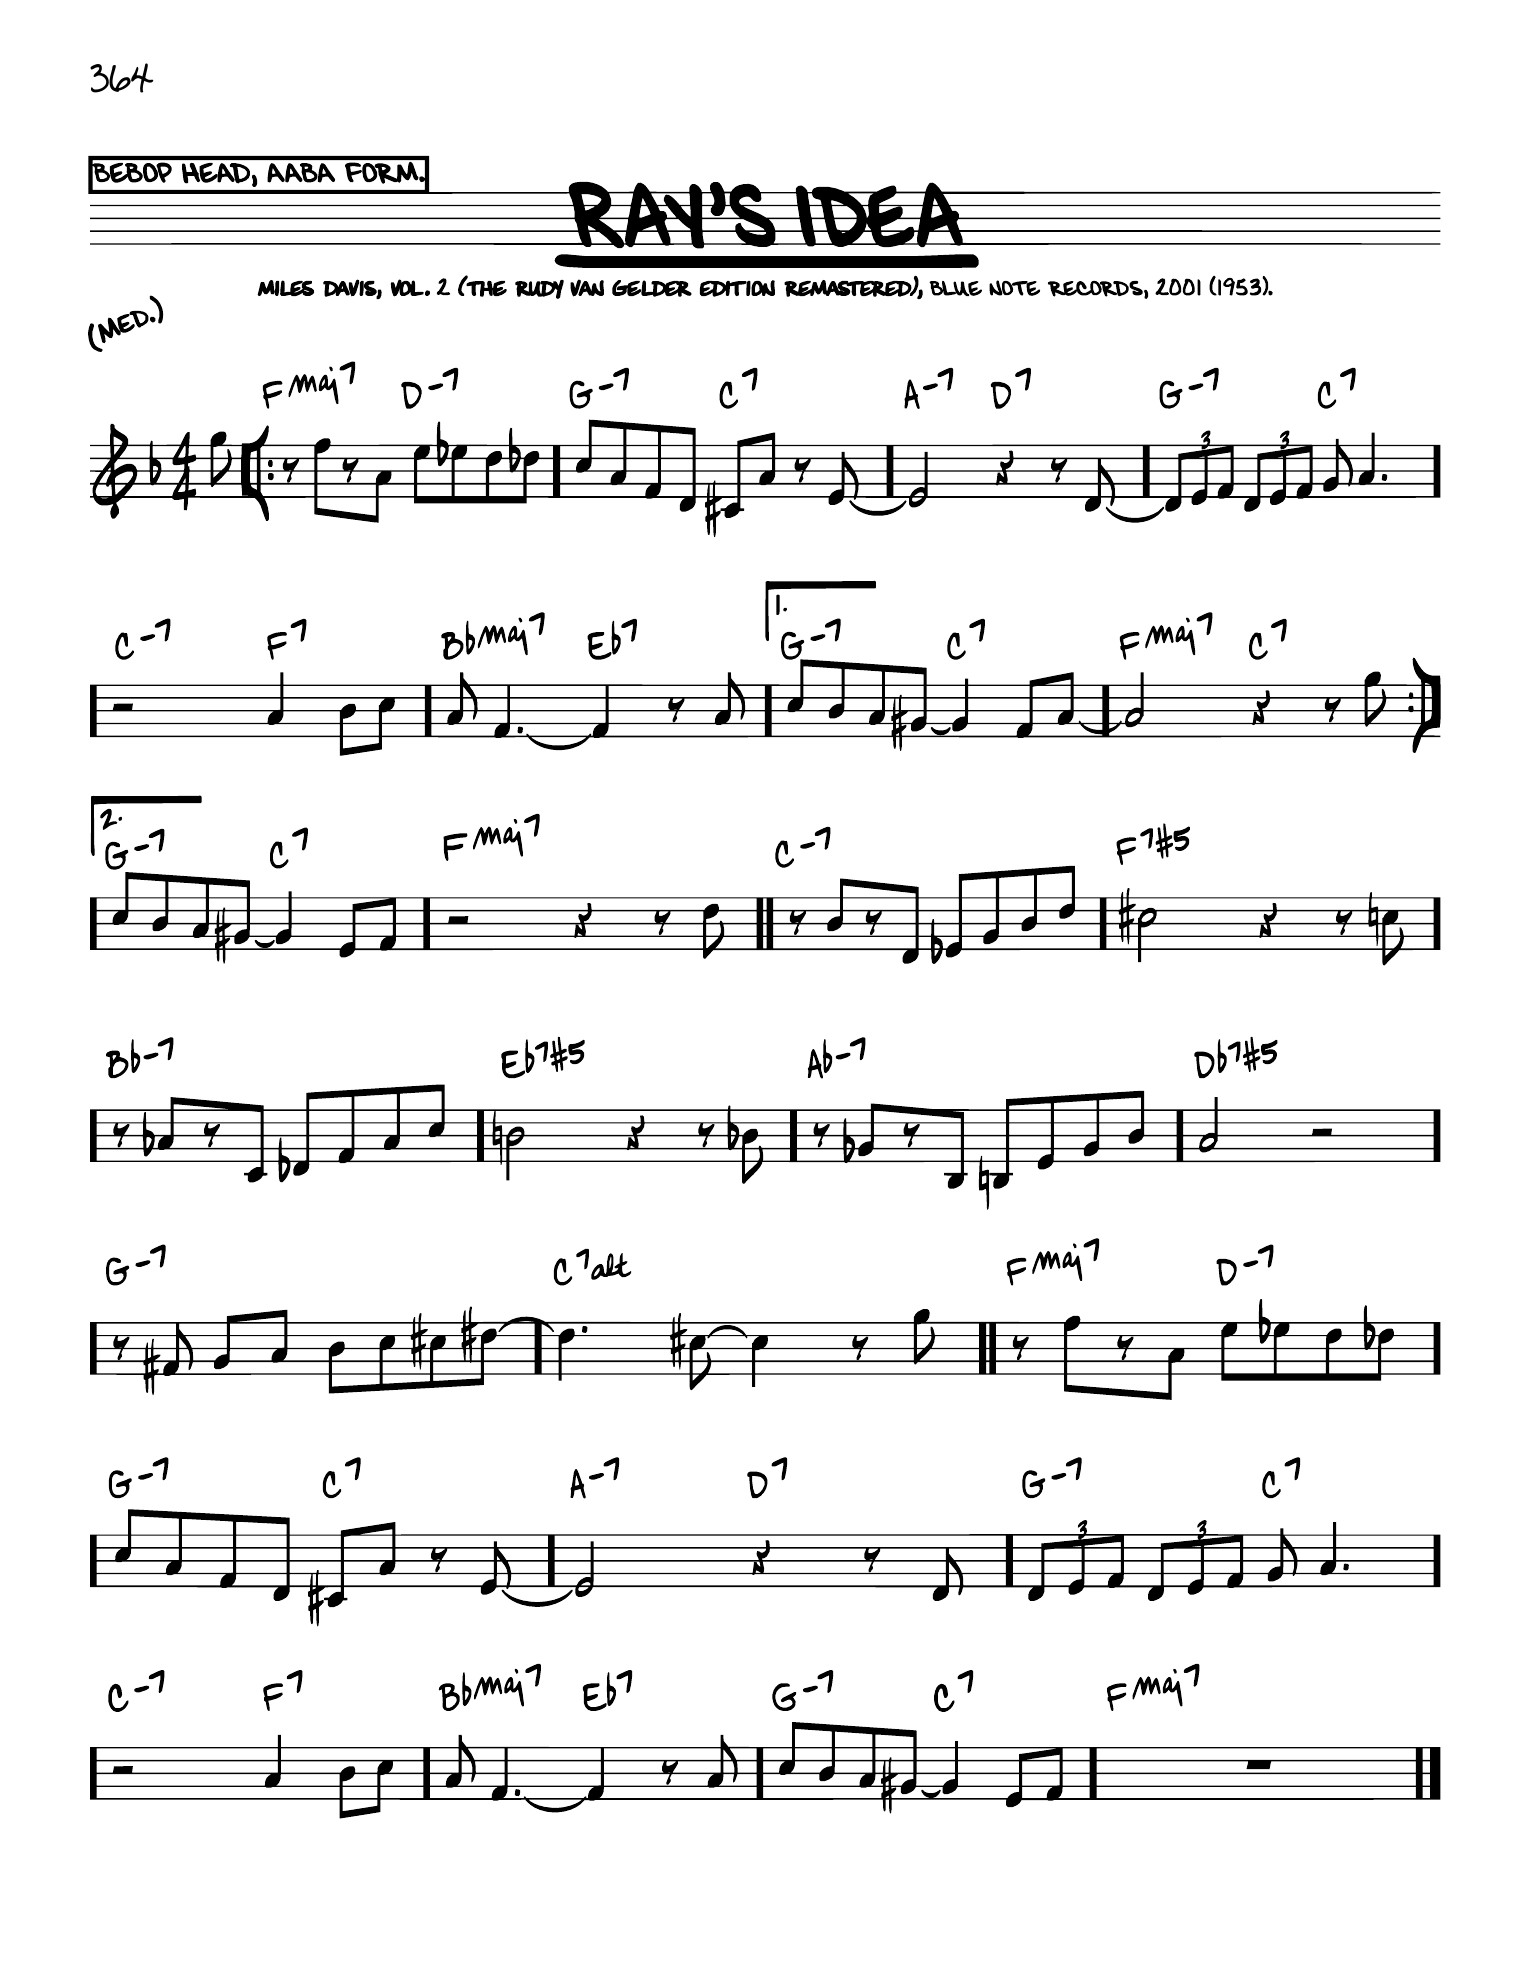 364
BEBOP HEAD, AABA FORM.
RAY'S IDEA
MILES DAVIS, VOL. 2 (THE RUDY VAN GELDER EDITION REMASTERED), BLUE NOTE RECORDS, 2001 (1953).
(MED.)
Fmaj7 D-7 G-7 C7 A-7 D7 G-7 C7
4 4 3 3
1.
C-7 F7 Bbmaj7 Eb7 G-7 C7 Fmaj7 C7
2.
G-7 C7 Fmaj7 C-7 F7#5
Bb-7 Eb7#5 Ab-7 Db7#5
G-7 C7alt Fmaj7 D-7
G-7 C7 A-7 D7 G-7 C7
3 3
C-7 F7 Bbmaj7 Eb7 G-7 C7 Fmaj7